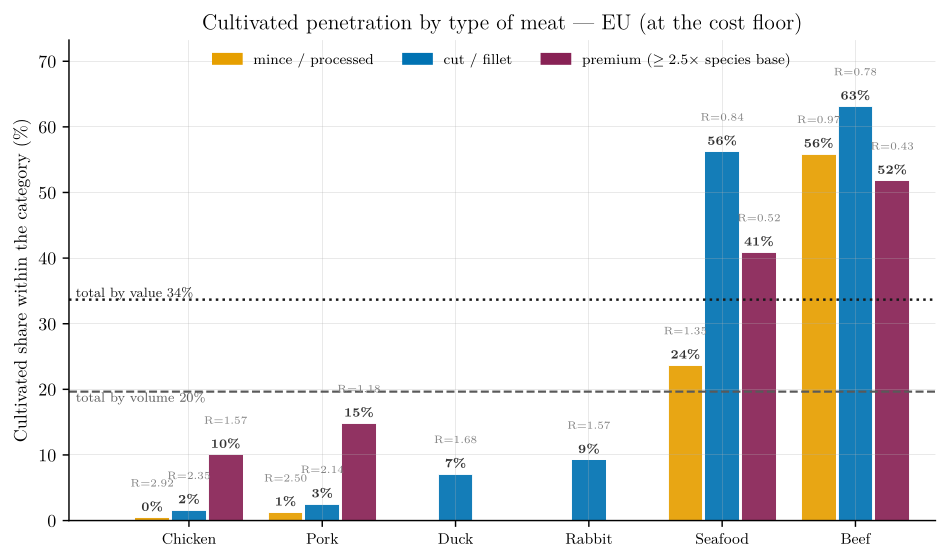 Cultivated penetration by type of meat — EU (at the cost floor)
mince / processed
cut / fillet
premium (≥ 2.5× species base)
Cultivated share within the category (%)
70
60
50
40
30
20
10
0
total by value 34%
total by volume 20%
R=2.92
0%
R=2.35
2%
R=1.57
10%
R=2.50
1%
R=2.14
3%
R=1.18
15%
R=1.68
7%
R=1.57
9%
R=1.35
24%
R=0.84
56%
R=0.52
41%
R=0.97
56%
R=0.78
63%
R=0.43
52%
Chicken
Pork
Duck
Rabbit
Seafood
Beef